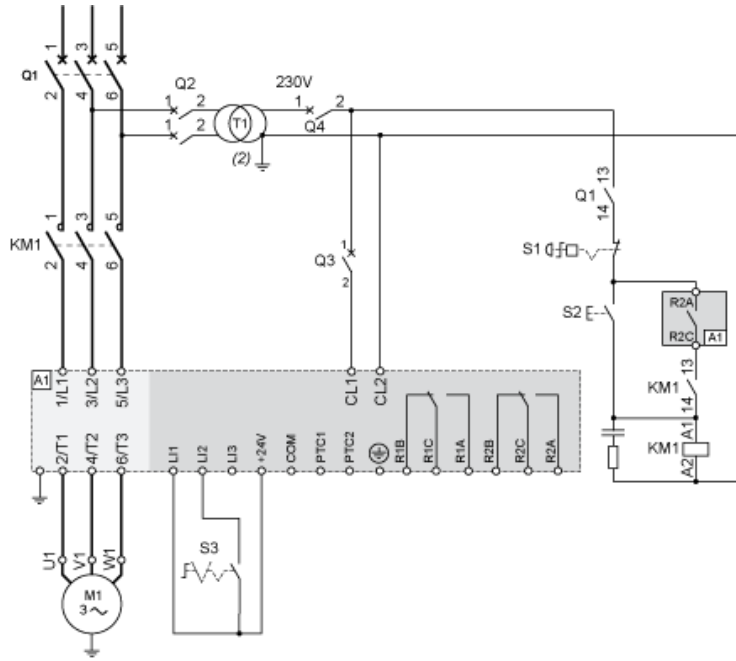 1 3 5
Q1
2 4 6
Q2
1 2
1 2
T1
(2)
230V
1 2
Q4
13
Q1
14
1 3 5
KM1
2 4 6
1
Q3
2
S1
S2
R2A
R2C
A1
13
KM1
14
A1
KM1
A2
A1
1/L1
3/L2
5/L3
CL1
CL2
2/T1
4/T2
6/T3
LI1
LI2
LI3
+24V
COM
PTC1
PTC2
R1B
R1C
R1A
R2B
R2C
R2A
S3
U1
V1
W1
M1
3